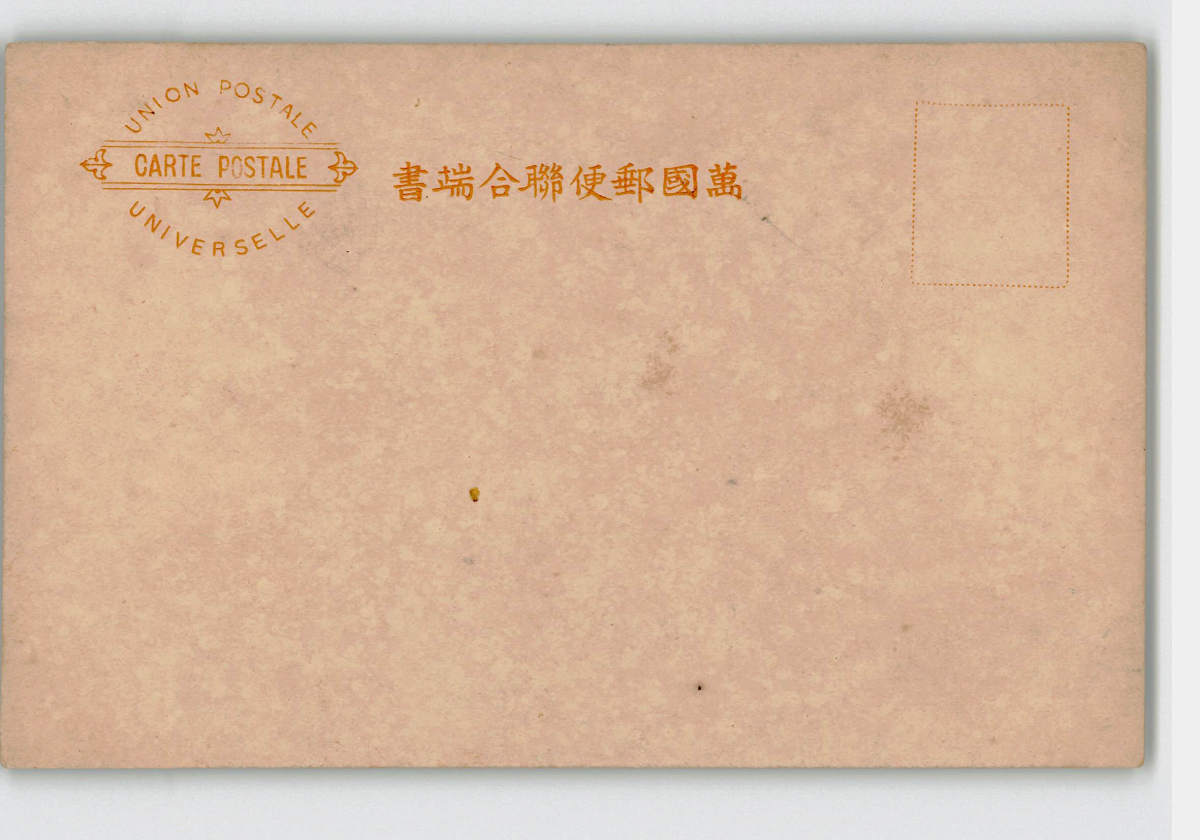 UNION POSTALE
CARTE POSTALE
UNIVERSELLE
萬國郵便聯合端書